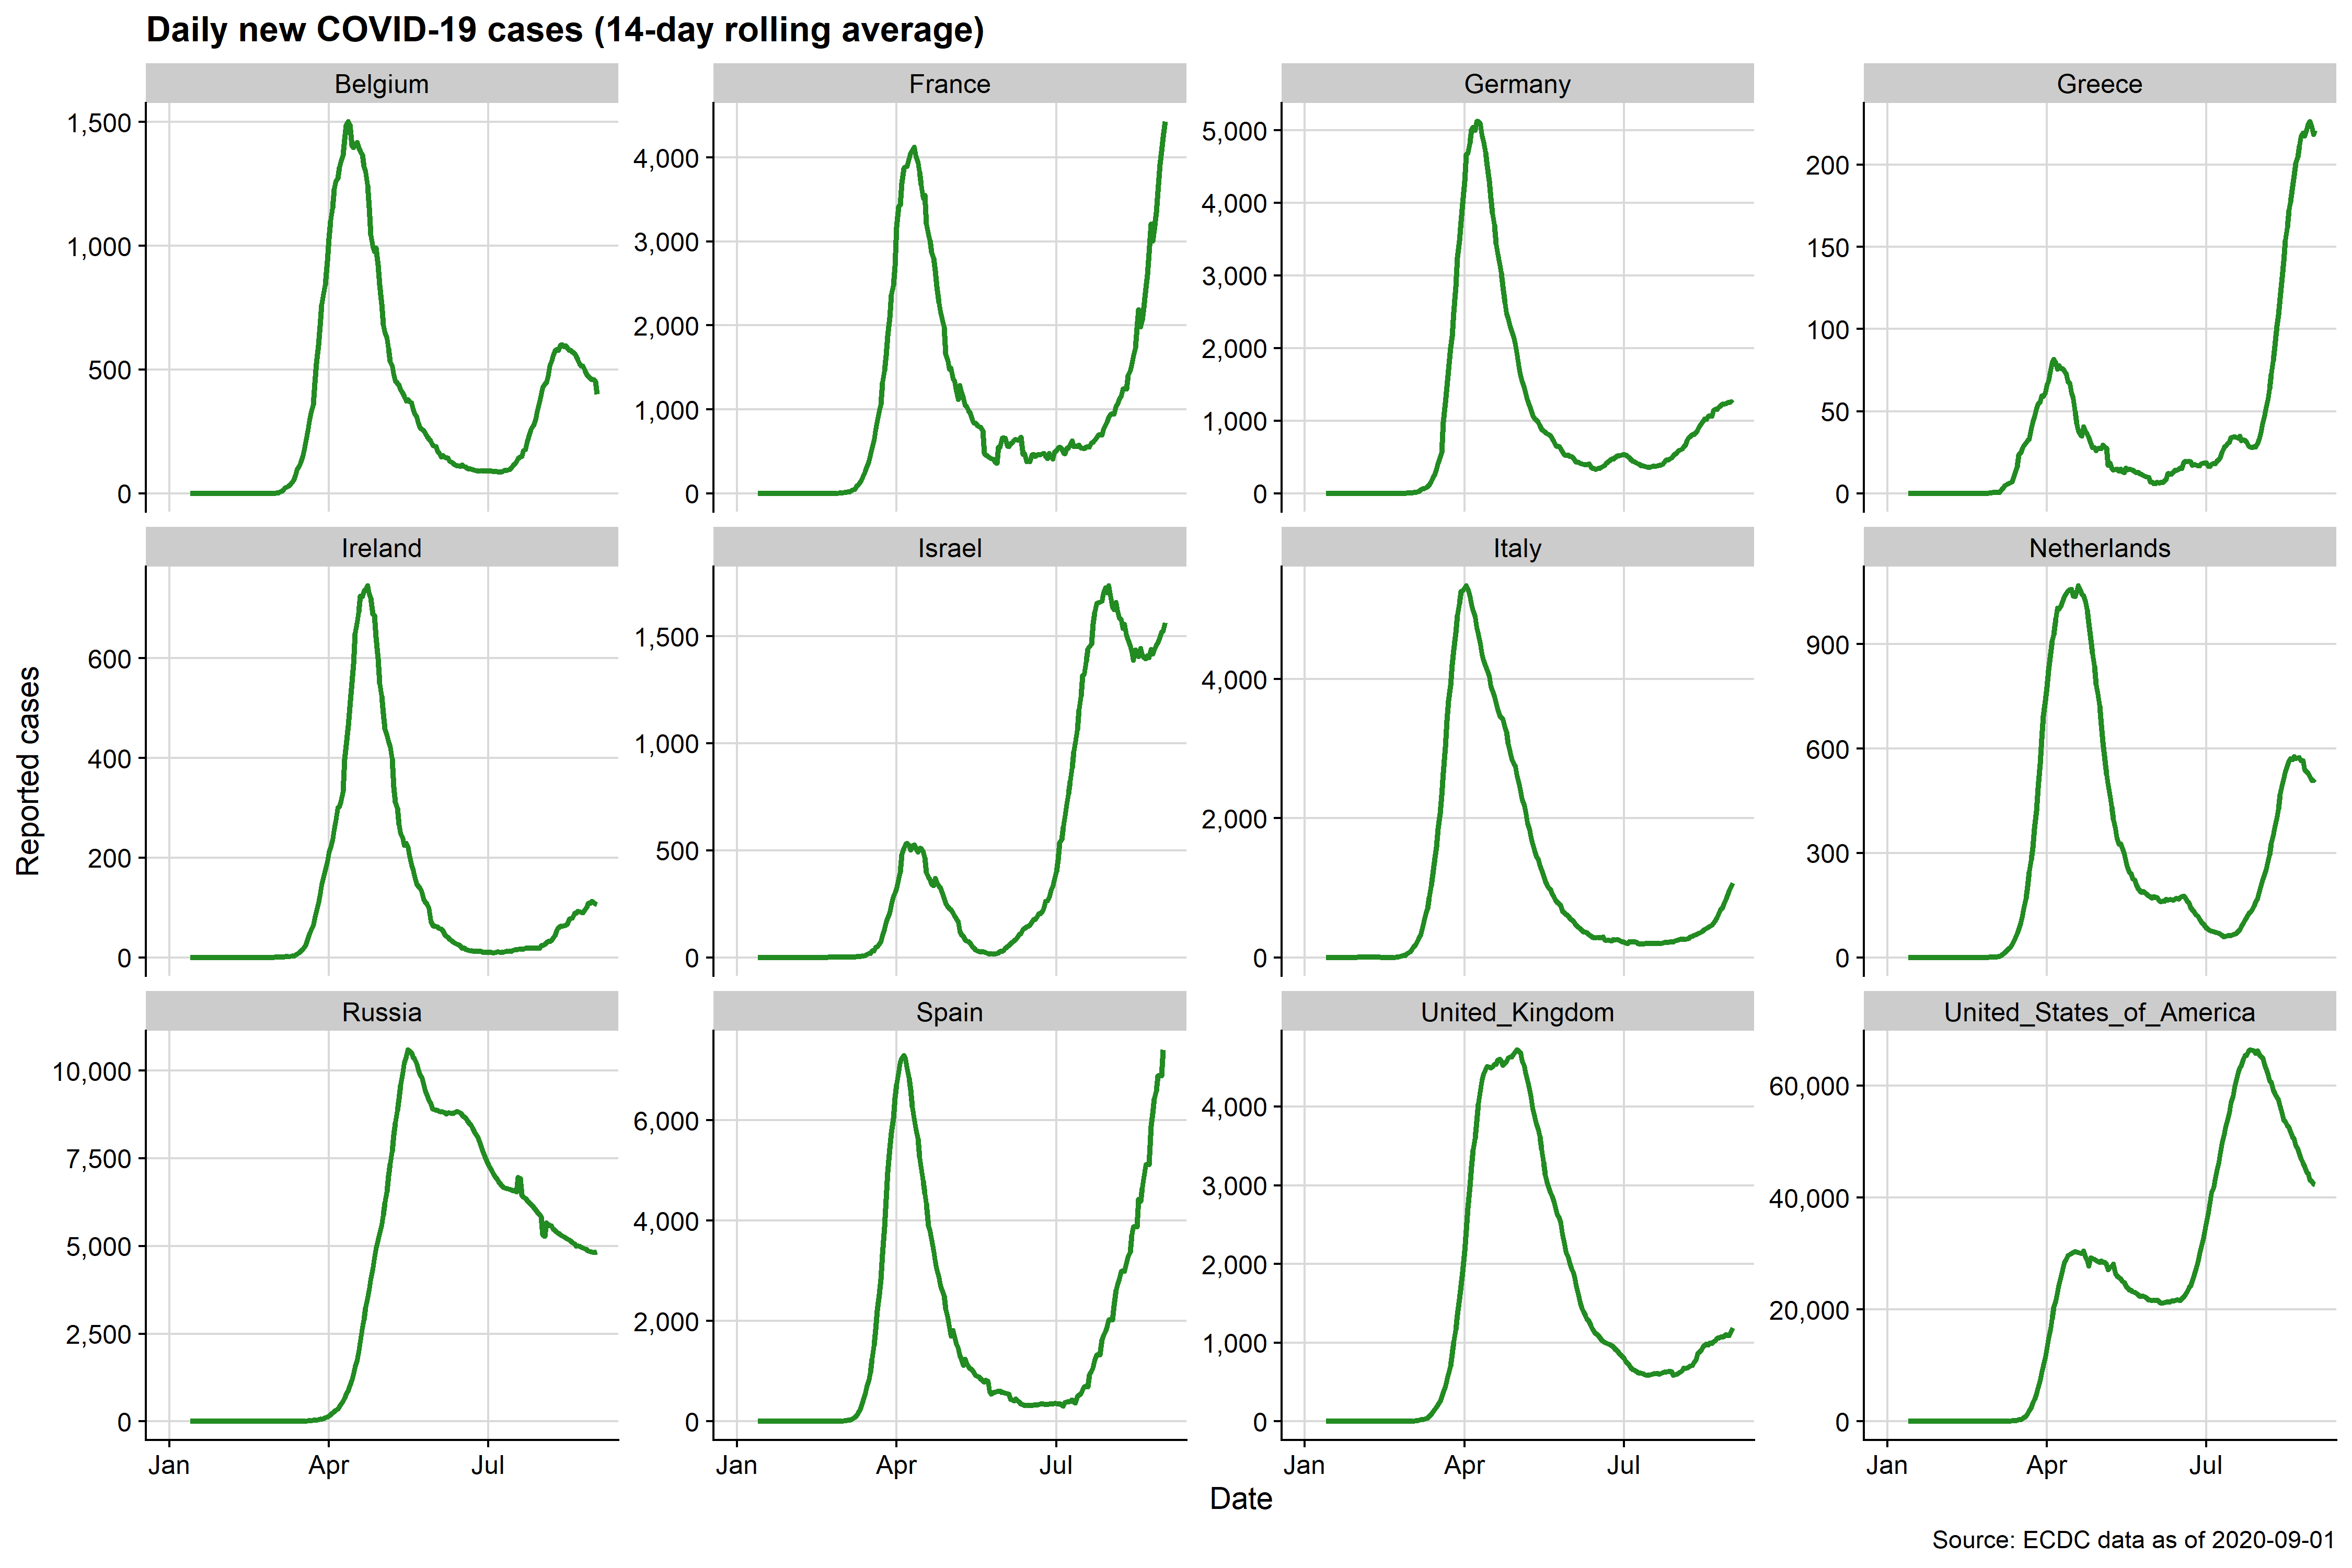 Daily new COVID-19 cases (14-day rolling average)
Belgium
France
Germany
Greece
1,500
1,000
500
0
4,000
3,000
2,000
1,000
0
5,000
4,000
3,000
2,000
1,000
0
200
150
100
50
0
Ireland
Israel
Italy
Netherlands
600
400
200
0
1,500
1,000
500
0
4,000
2,000
0
900
600
300
0
Russia
Spain
United_Kingdom
United_States_of_America
10,000
7,500
5,000
2,500
0
6,000
4,000
2,000
0
4,000
3,000
2,000
1,000
0
60,000
40,000
20,000
0
Jan Apr Jul
Jan Apr Jul
Jan Apr Jul
Jan Apr Jul
Reported cases
Date
Source: ECDC data as of 2020-09-01